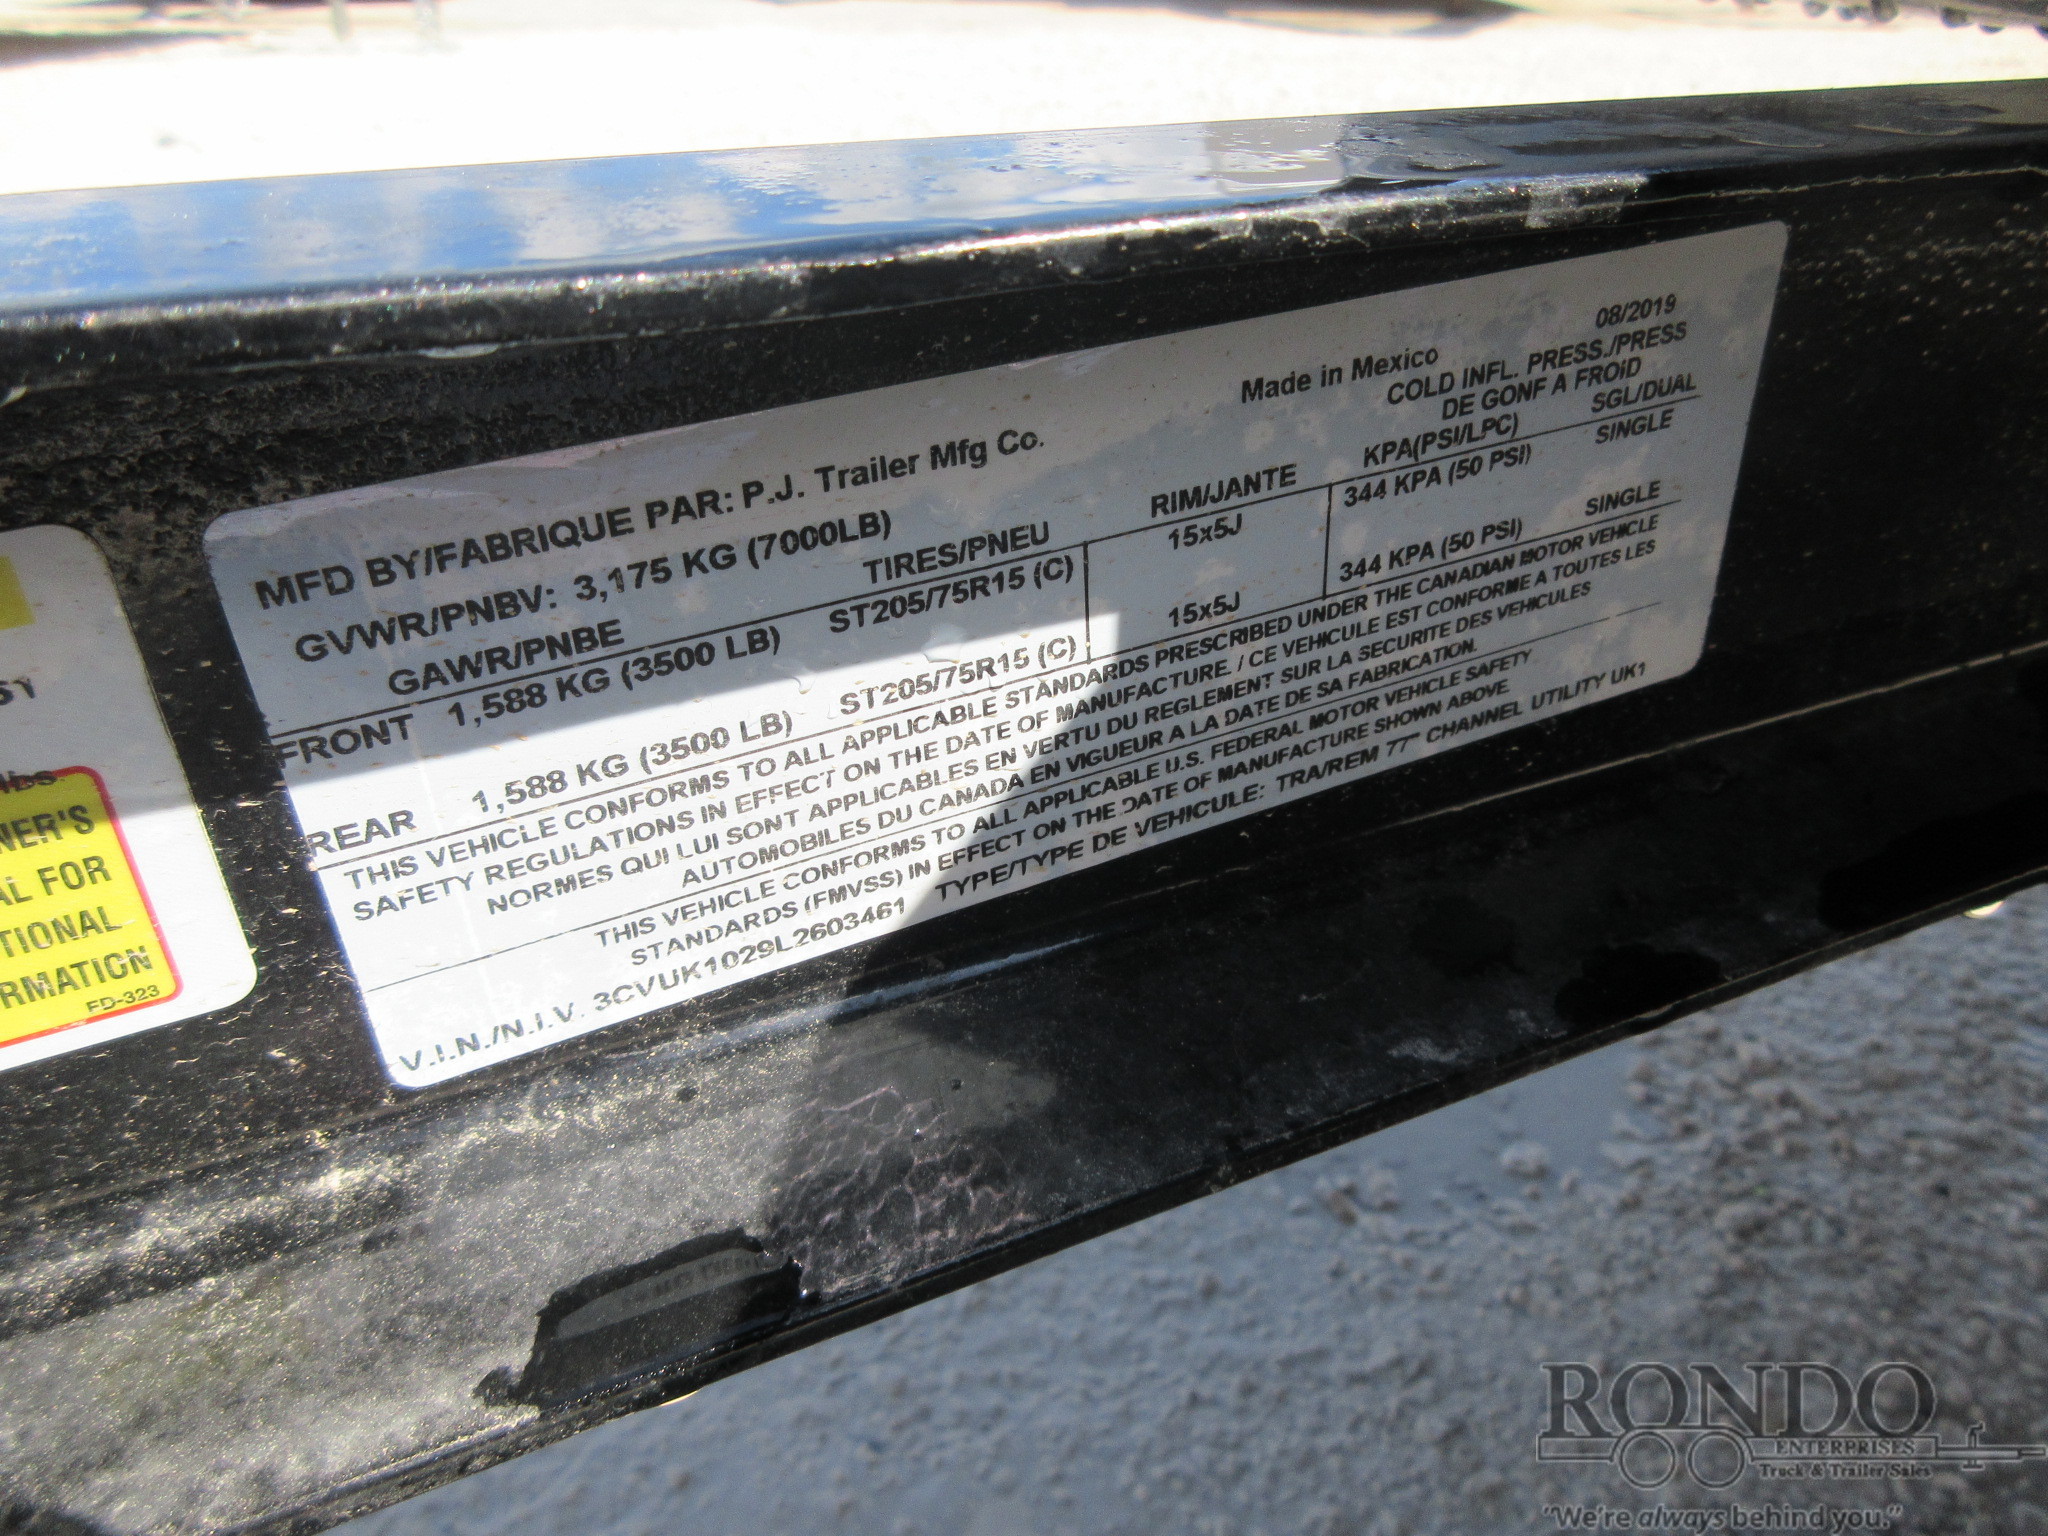 MFD BY/FABRIQUE PAR: P.J. Trailer Mfg Co. Made in Mexico 08/2019
GVWR/PNBV: 3,175 KG (7000LB) COLD INFL. PRESS./PRESS
DE GONF A FROID
GAWR/PNBE TIRES/PNEU RIM/JANTE KPA(PSI/LPC) SGL/DUAL
FRONT 1,588 KG (3500 LB) ST205/75R15 (C) 15x5J 344 KPA (50 PSI) SINGLE
REAR 1,588 KG (3500 LB) ST205/75R15 (C) 15x5J 344 KPA (50 PSI) SINGLE
THIS VEHICLE CONFORMS TO ALL APPLICABLE STANDARDS PRESCRIBED UNDER THE CANADIAN MOTOR VEHICLE
SAFETY REGULATIONS IN EFFECT ON THE DATE OF MANUFACTURE. / CE VEHICULE EST CONFORME A TOUTES LES
NORMES QUI LUI SONT APPLICABLES EN VERTU DU REGLEMENT SUR LA SECURITE DES VEHICULES
AUTOMOBILES DU CANADA EN VIGUEUR A LA DATE DE SA FABRICATION.
THIS VEHICLE CONFORMS TO ALL APPLICABLE U.S. FEDERAL MOTOR VEHICLE SAFETY
STANDARDS (FMVSS) IN EFFECT ON THE DATE OF MANUFACTURE SHOWN ABOVE.
V.I.N./N.I.V. 3CVUK1029L2603461 TYPE/TYPE DE VEHICULE: TRA/REM 77" CHANNEL UTILITY UK1
lbs.
NER'S
AL FOR
TIONAL
RMATION
FD-323
RONDO
ENTERPRISES
Truck & Trailer Sales
"We're always behind you."